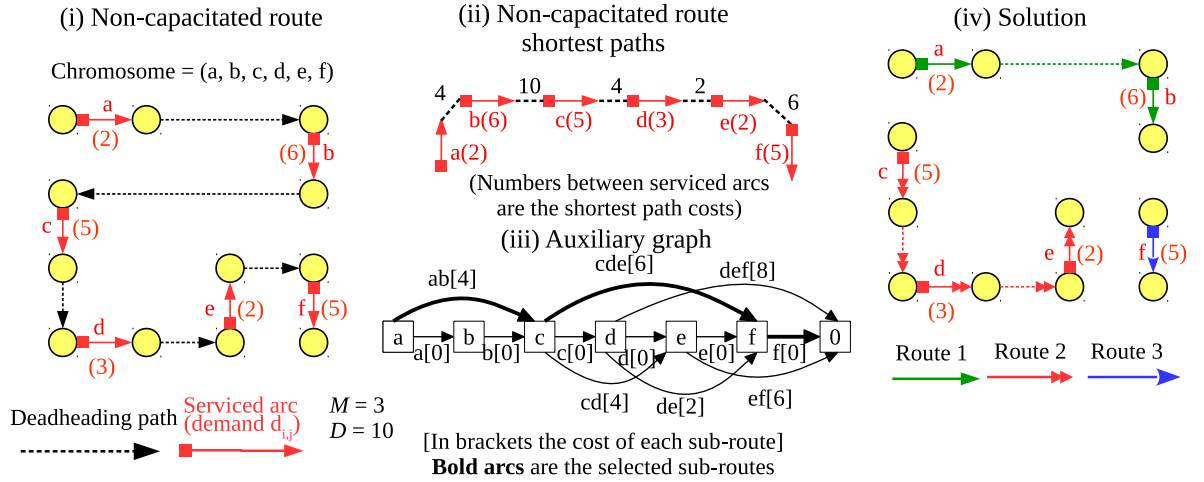 (i) Non-capacitated route
Chromosome = (a, b, c, d, e, f)
a
(2)
(6) b
c (5)
e (2) f (5)
d
(3)
Deadheading path
Serviced arc
(demand d_{i,j})
M = 3
D = 10
(ii) Non-capacitated route
shortest paths
4 10 4 2 6
b(6) c(5) d(3) e(2)
a(2) f(5)
(Numbers between serviced arcs
are the shortest path costs)
(iii) Auxiliary graph
ab[4] cde[6] def[8]
a b c d e f 0
a[0] b[0] c[0] d[0] e[0] f[0]
cd[4] de[2] ef[6]
[In brackets the cost of each sub-route]
Bold arcs are the selected sub-routes
(iv) Solution
a
(2)
(6) b
c (5)
e (2) f (5)
d
(3)
Route 1 Route 2 Route 3